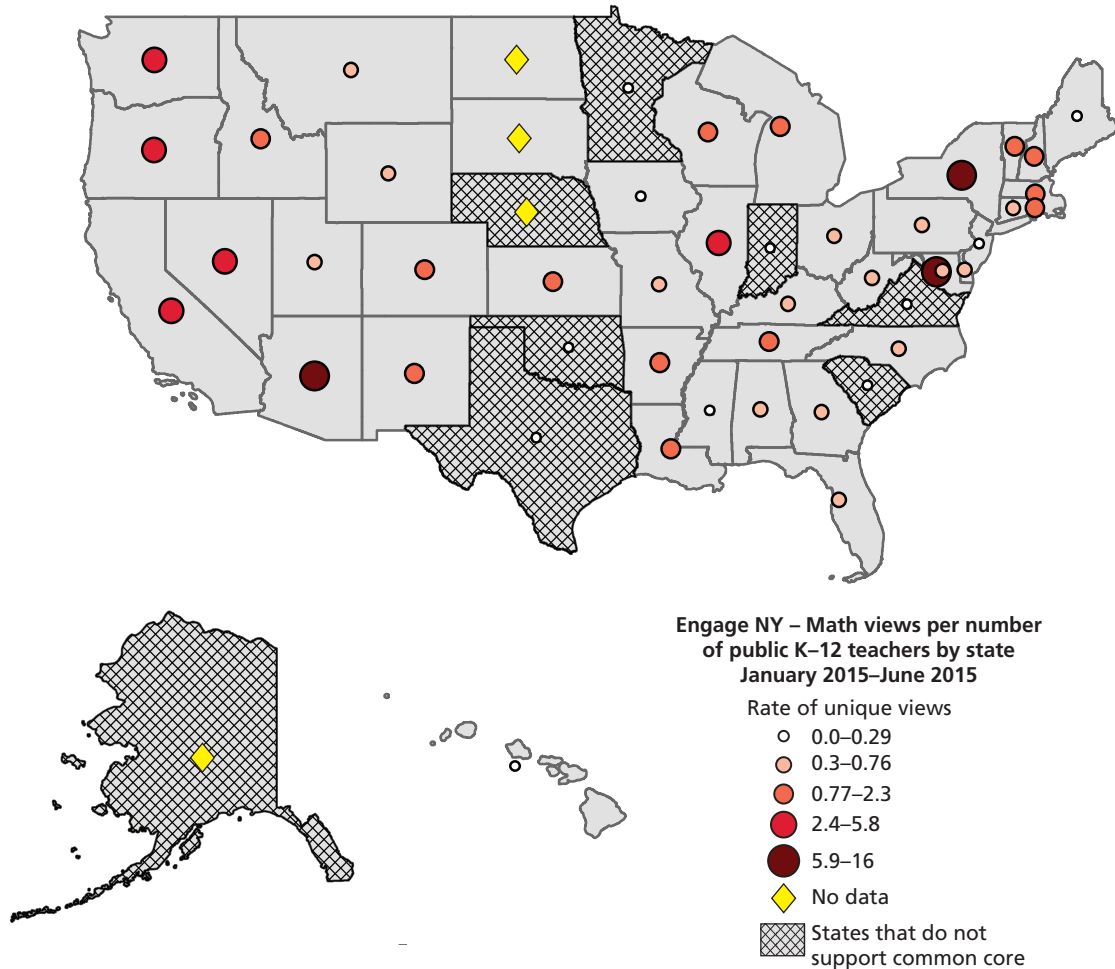 Engage NY – Math views per number
of public K–12 teachers by state
January 2015–June 2015
Rate of unique views
0.0–0.29
0.3–0.76
0.77–2.3
2.4–5.8
5.9–16
No data
States that do not
support common core